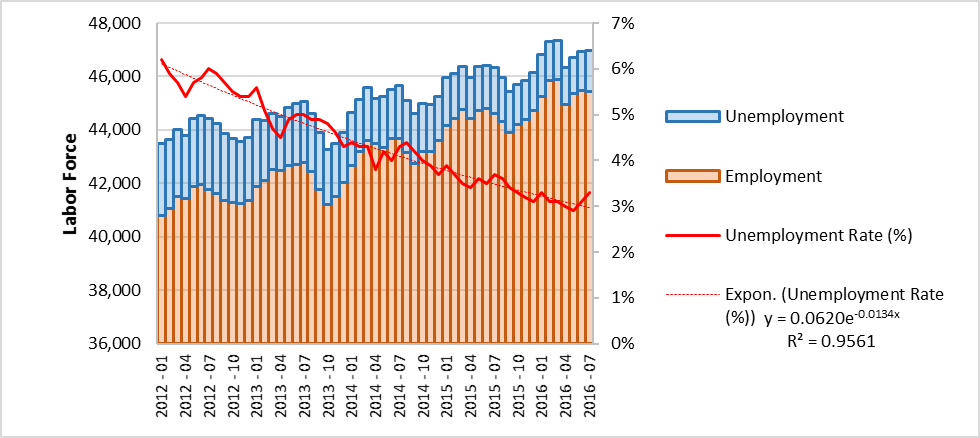 48,000
46,000
44,000
42,000
40,000
38,000
36,000
Labor Force
7%
6%
5%
4%
3%
2%
1%
0%
2012 - 01
2012 - 04
2012 - 07
2012 - 10
2013 - 01
2013 - 04
2013 - 07
2013 - 10
2014 - 01
2014 - 04
2014 - 07
2014 - 10
2015 - 01
2015 - 04
2015 - 07
2015 - 10
2016 - 01
2016 - 04
2016 - 07
Unemployment
Employment
Unemployment Rate (%)
Expon. (Unemployment Rate
(%)) y = 0.0620e^-0.0134x
R² = 0.9561